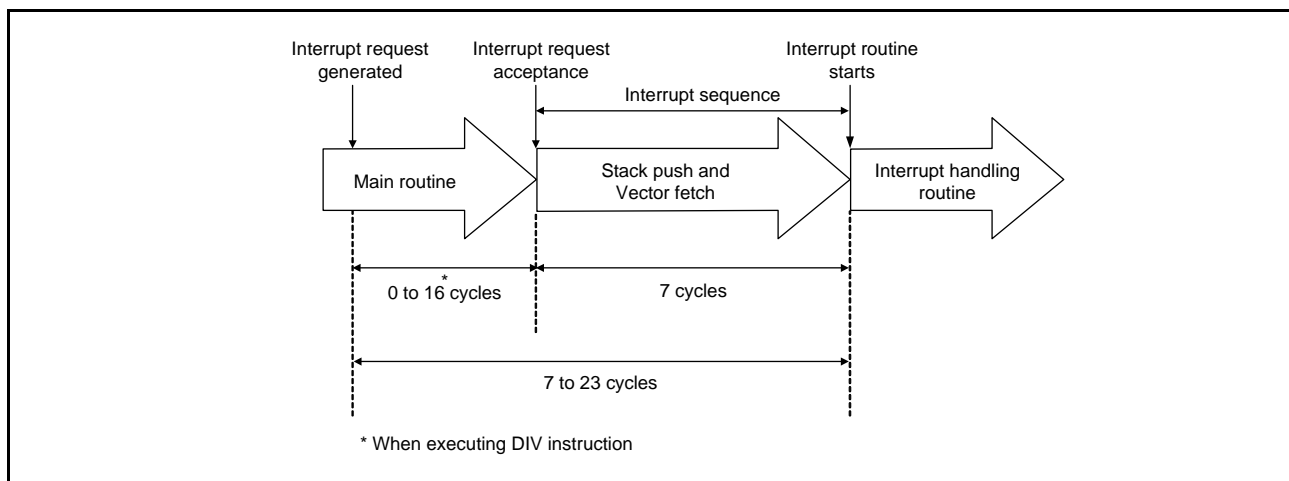 Interrupt request
generated
Interrupt request
acceptance
Interrupt routine
starts
Interrupt sequence
Main routine
Stack push and
Vector fetch
Interrupt handling
routine
*
0 to 16 cycles
7 cycles
7 to 23 cycles
* When executing DIV instruction